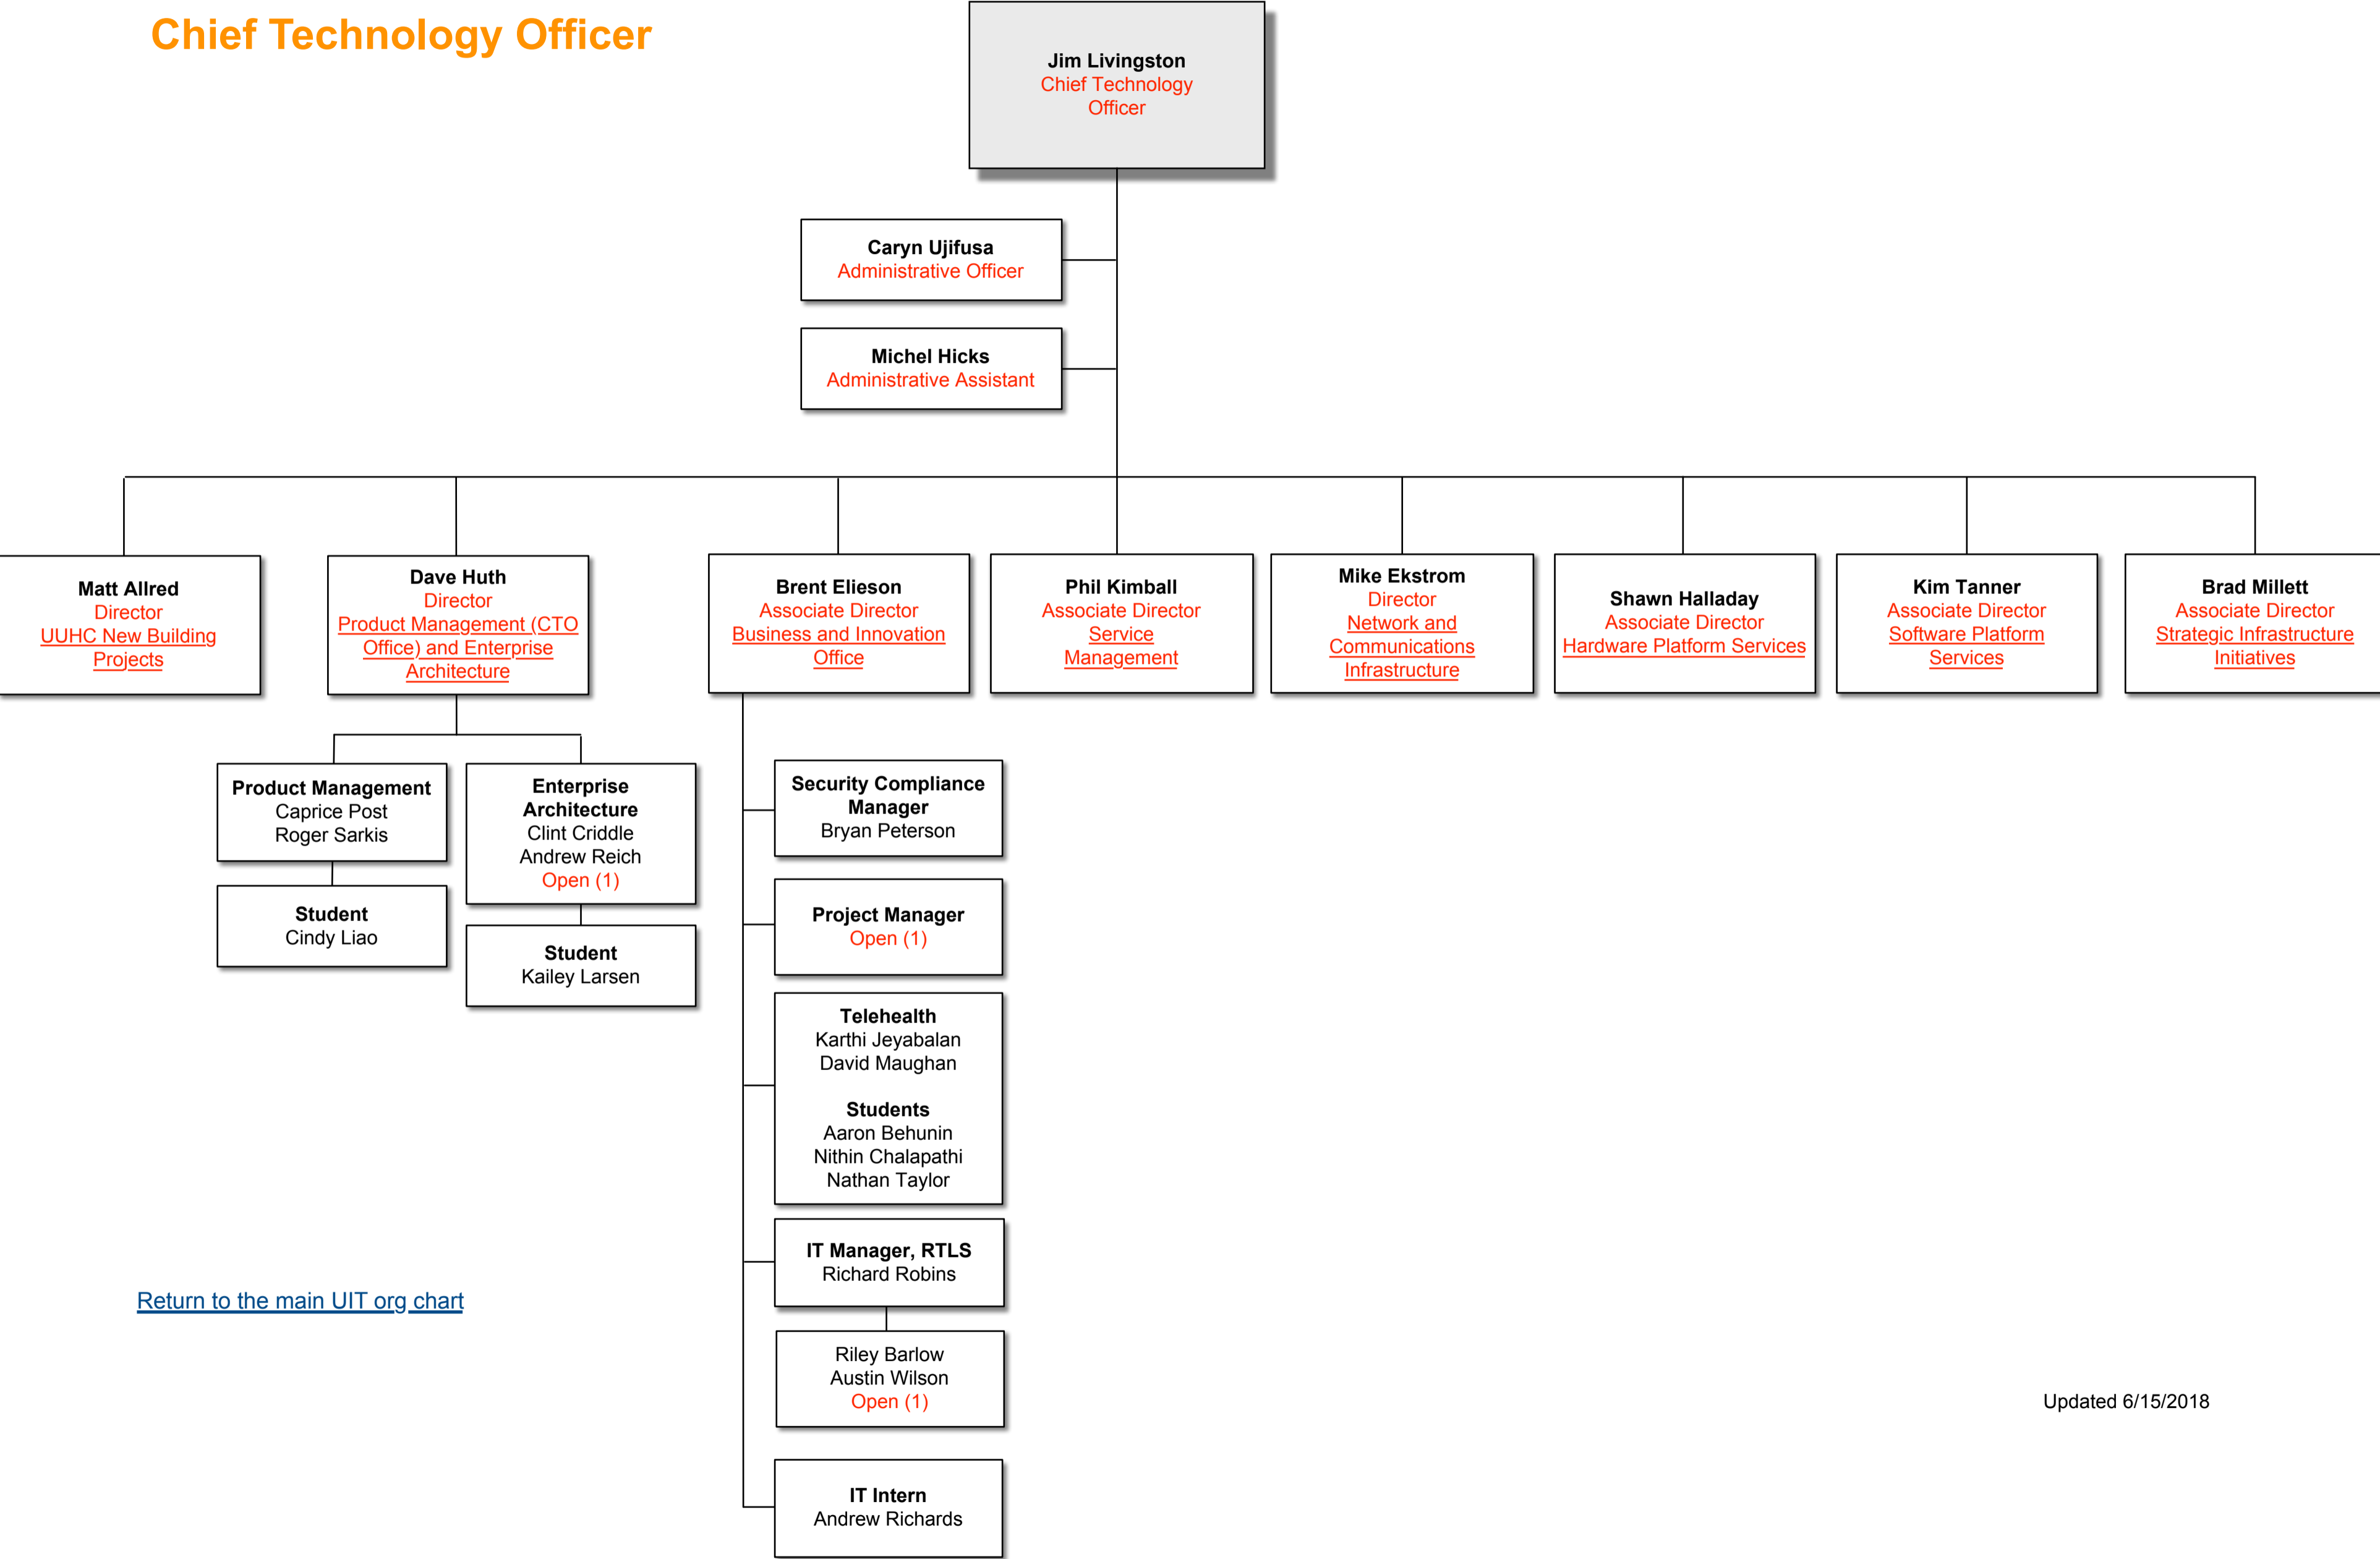 Chief Technology Officer
Jim Livingston
Chief Technology
Officer
Caryn Ujifusa
Administrative Officer
Michel Hicks
Administrative Assistant
Matt Allred
Director
UUHC New Building
Projects
Dave Huth
Director
Product Management (CTO
Office) and Enterprise
Architecture
Brent Elieson
Associate Director
Business and Innovation
Office
Phil Kimball
Associate Director
Service
Management
Mike Ekstrom
Director
Network and
Communications
Infrastructure
Shawn Halladay
Associate Director
Hardware Platform Services
Kim Tanner
Associate Director
Software Platform
Services
Brad Millett
Associate Director
Strategic Infrastructure
Initiatives
Product Management
Caprice Post
Roger Sarkis
Student
Cindy Liao
Enterprise
Architecture
Clint Criddle
Andrew Reich
Open (1)
Student
Kailey Larsen
Security Compliance
Manager
Bryan Peterson
Project Manager
Open (1)
Telehealth
Karthi Jeyabalan
David Maughan
Students
Aaron Behunin
Nithin Chalapathi
Nathan Taylor
IT Manager, RTLS
Richard Robins
Riley Barlow
Austin Wilson
Open (1)
IT Intern
Andrew Richards
Return to the main UIT org chart
Updated 6/15/2018